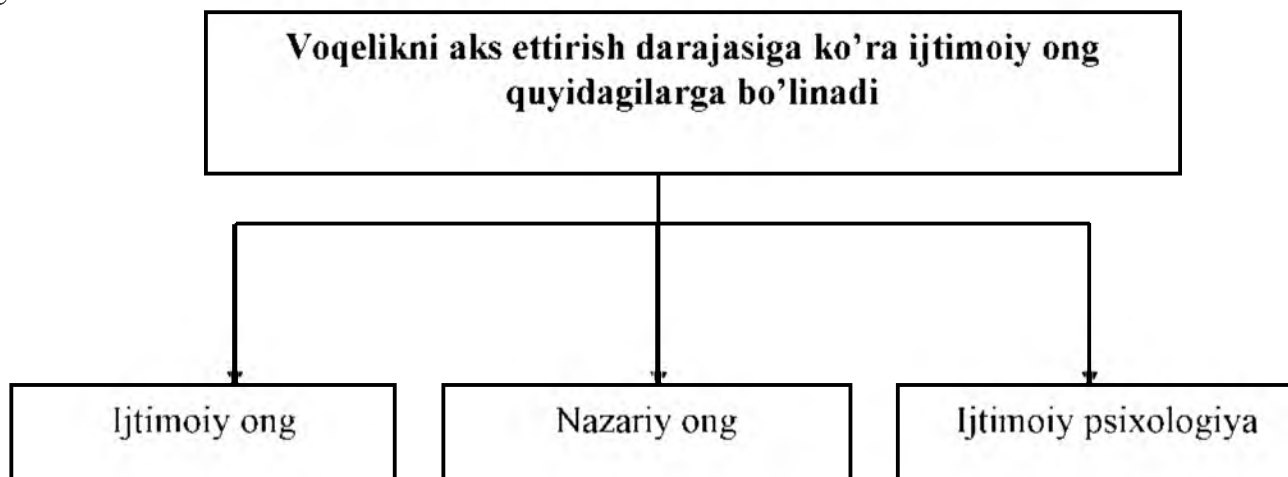 Voqelikni aks ettirish darajasiga ko’ra ijtimoiy ong
quyidagilarga bo’linadi
Ijtimoiy ong
Nazariy ong
Ijtimoiy psixologiya